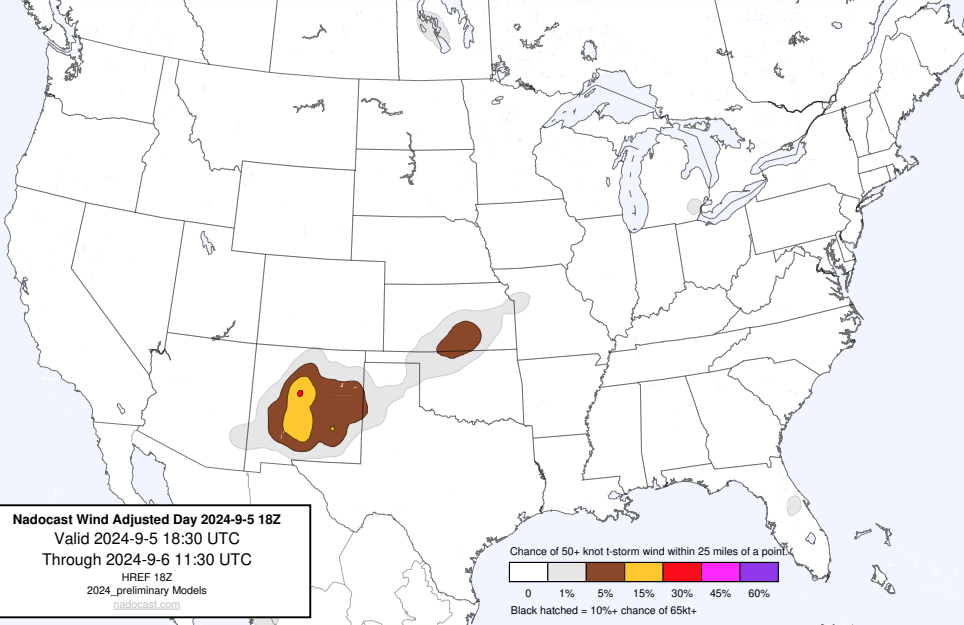 Nadocast Wind Adjusted Day 2024-9-5 18Z
Valid 2024-9-5 18:30 UTC
Through 2024-9-6 11:30 UTC
HREF 18Z
2024_preliminary Models
nadocast.com
Chance of 50+ knot t-storm wind within 25 miles of a point.
0 1% 5% 15% 30% 45% 60%
Black hatched = 10%+ chance of 65kt+